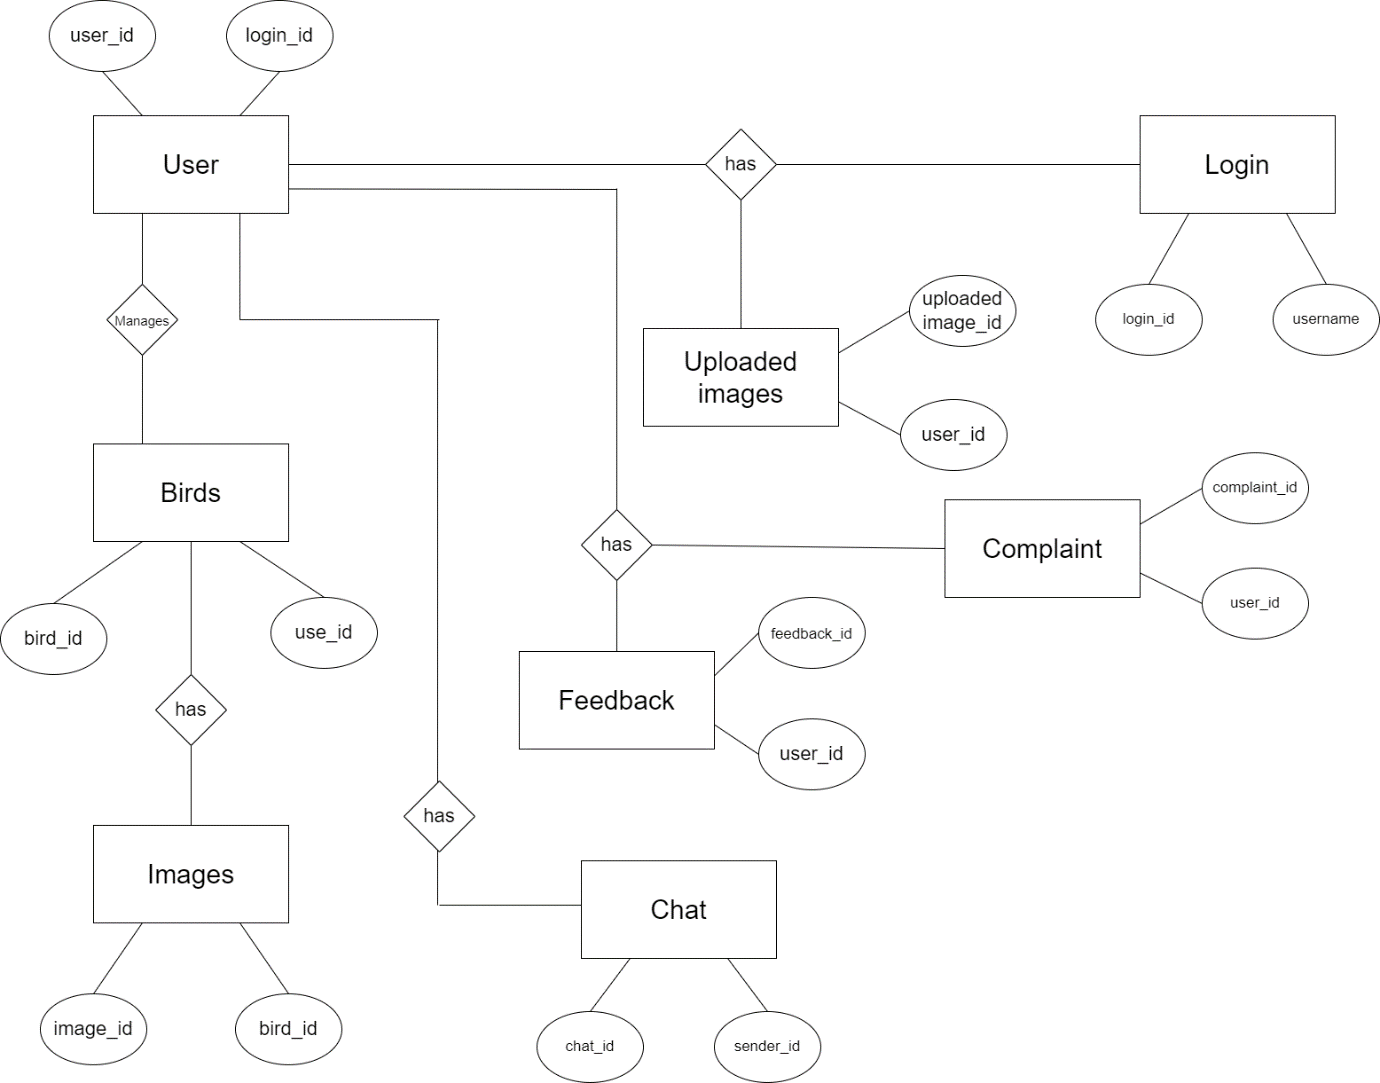 user_id
login_id
User
has
Login
uploaded
image_id
login_id
username
Manages
Uploaded
images
user_id
Birds
complaint_id
has
Complaint
user_id
bird_id
use_id
feedback_id
has
Feedback
user_id
has
Images
Chat
image_id
bird_id
chat_id
sender_id